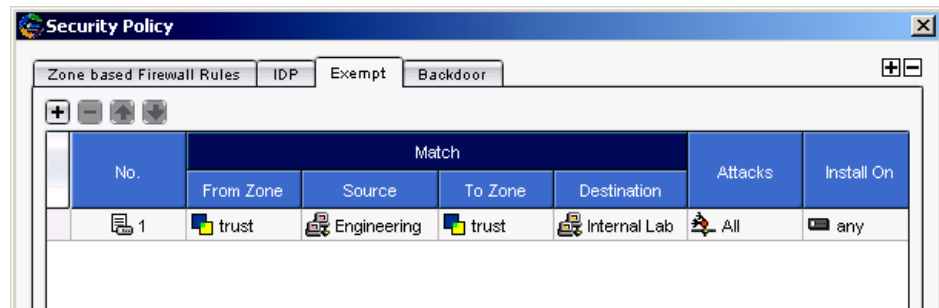 Security Policy
Zone based Firewall Rules IDP Exempt Backdoor
No. Match Attacks Install On
From Zone Source To Zone Destination
1 trust Engineering trust Internal Lab All any